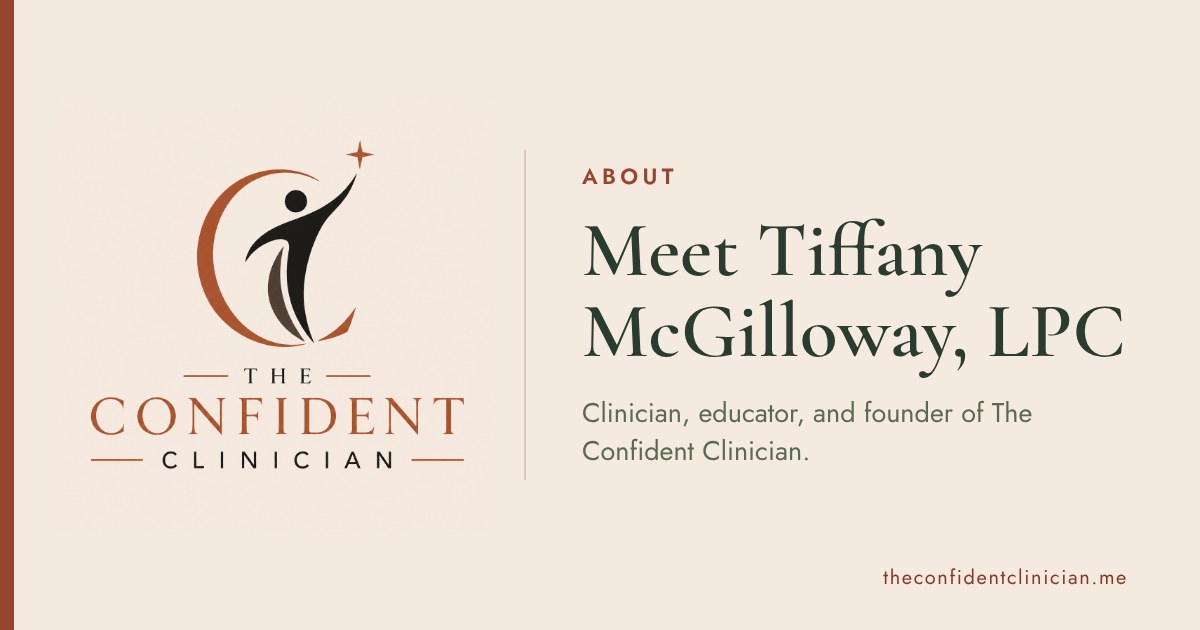 THE
CONFIDENT
CLINICIAN
ABOUT
Meet Tiffany
McGilloway, LPC
Clinician, educator, and founder of The
Confident Clinician.
theconfidentclinician.me